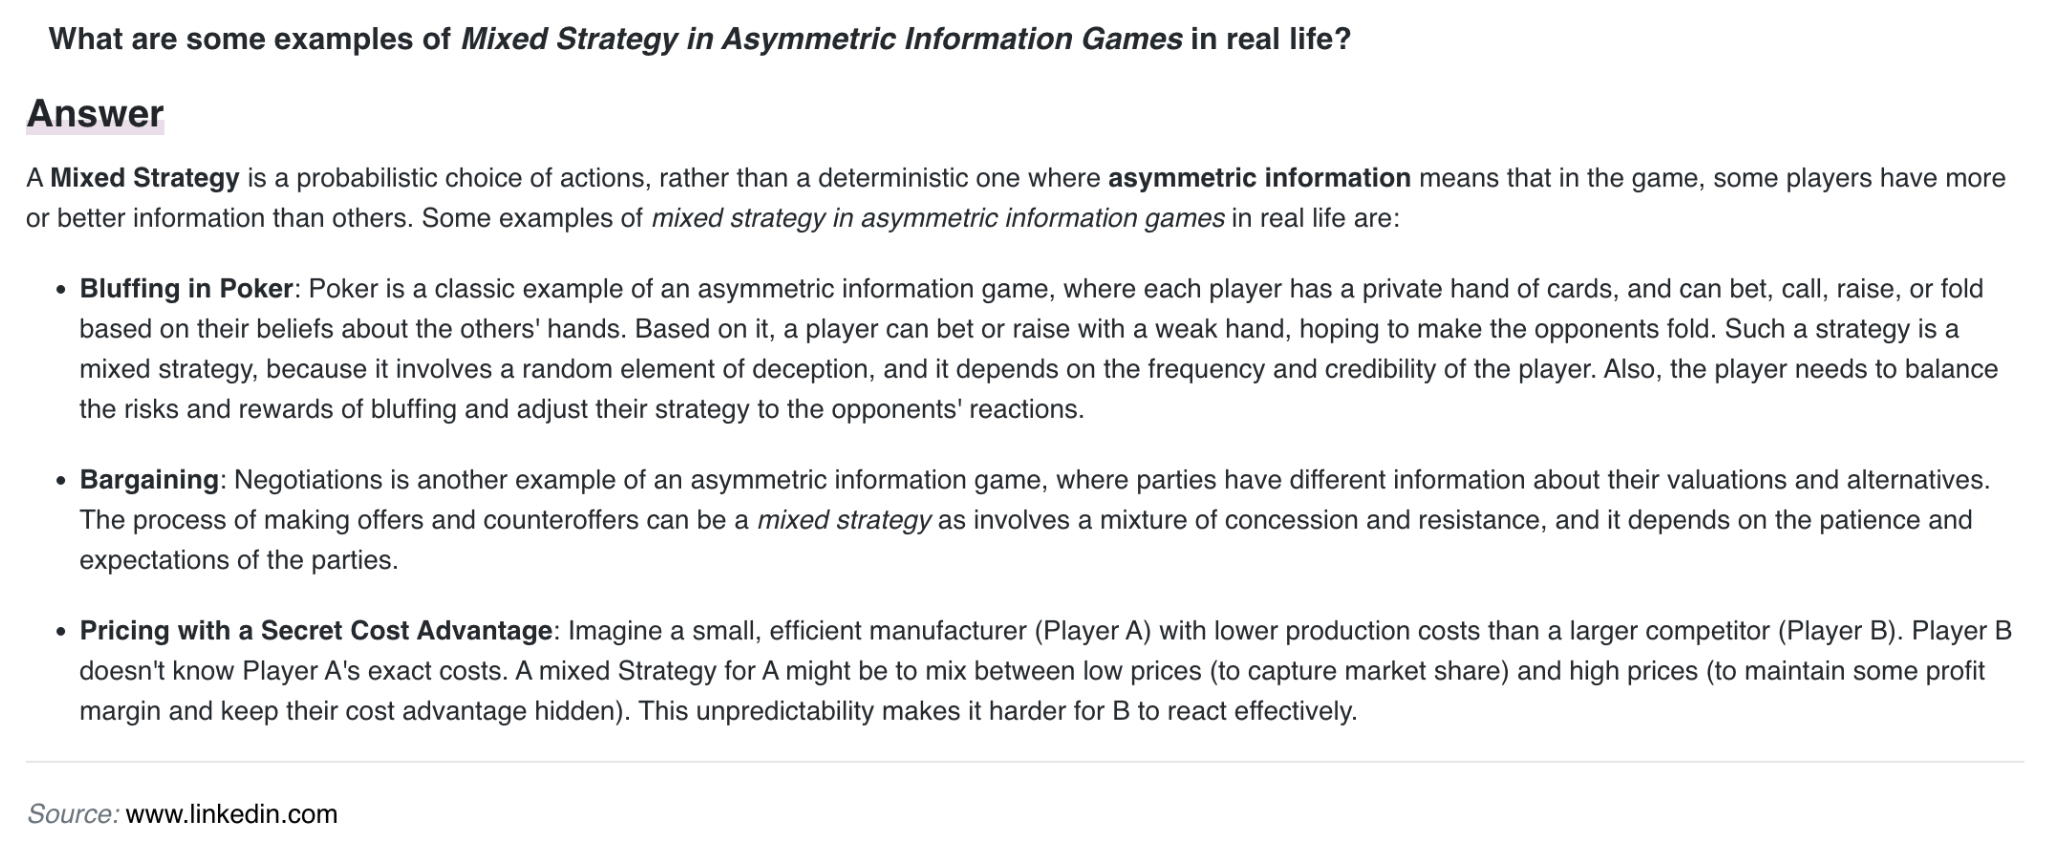 What are some examples of Mixed Strategy in Asymmetric Information Games in real life?
Answer
A Mixed Strategy is a probabilistic choice of actions, rather than a deterministic one where asymmetric information means that in the game, some players have more
or better information than others. Some examples of mixed strategy in asymmetric information games in real life are:
• Bluffing in Poker: Poker is a classic example of an asymmetric information game, where each player has a private hand of cards, and can bet, call, raise, or fold
based on their beliefs about the others' hands. Based on it, a player can bet or raise with a weak hand, hoping to make the opponents fold. Such a strategy is a
mixed strategy, because it involves a random element of deception, and it depends on the frequency and credibility of the player. Also, the player needs to balance
the risks and rewards of bluffing and adjust their strategy to the opponents' reactions.
• Bargaining: Negotiations is another example of an asymmetric information game, where parties have different information about their valuations and alternatives.
The process of making offers and counteroffers can be a mixed strategy as involves a mixture of concession and resistance, and it depends on the patience and
expectations of the parties.
• Pricing with a Secret Cost Advantage: Imagine a small, efficient manufacturer (Player A) with lower production costs than a larger competitor (Player B). Player B
doesn't know Player A's exact costs. A mixed Strategy for A might be to mix between low prices (to capture market share) and high prices (to maintain some profit
margin and keep their cost advantage hidden). This unpredictability makes it harder for B to react effectively.
Source: www.linkedin.com